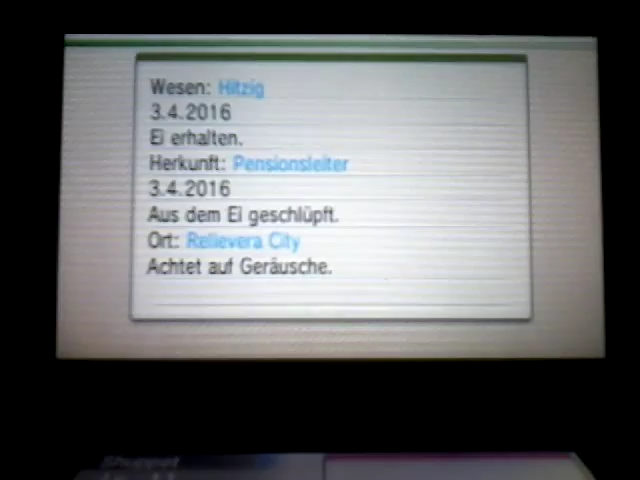 Wesen: Hitzig
3.4.2016
Ei erhalten.
Herkunft: Pensionsleiter
3.4.2016
Aus dem Ei geschlüpft.
Ort: Relievera City
Achtet auf Geräusche.